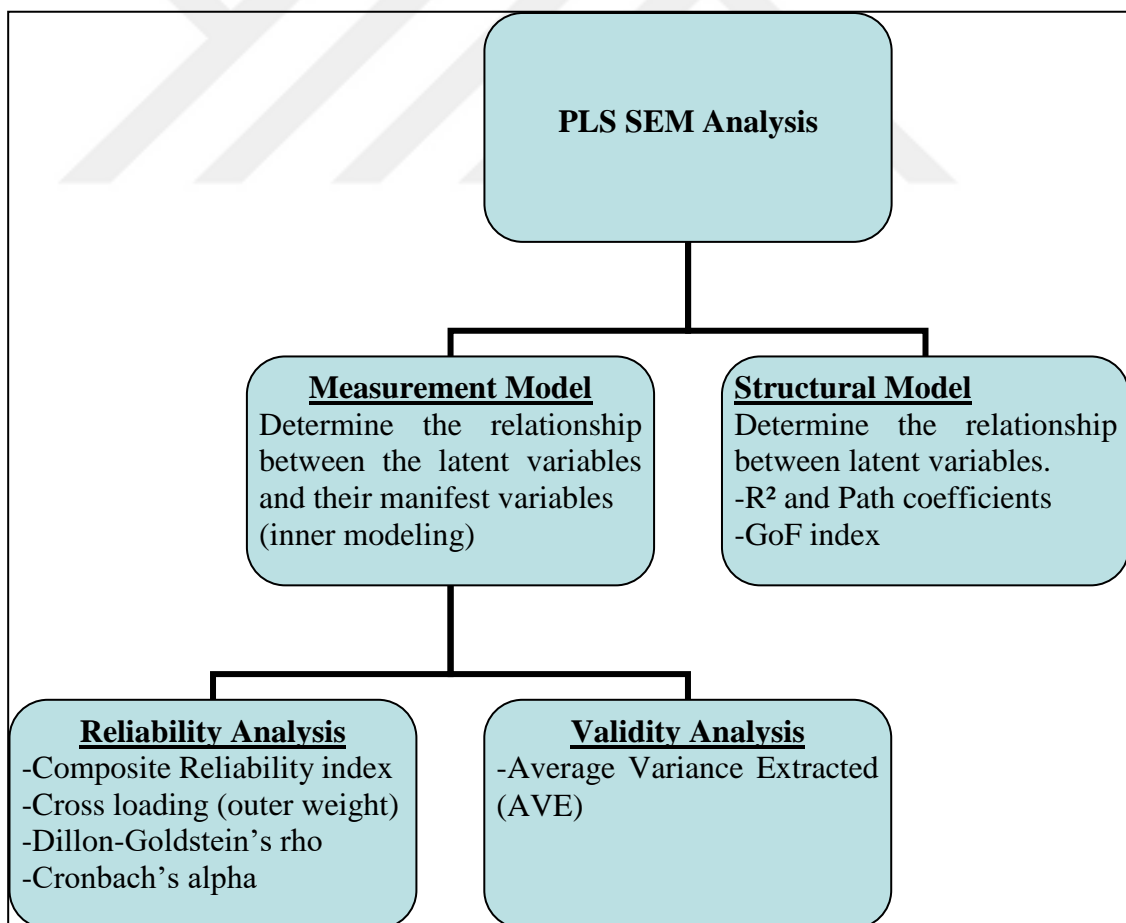 PLS SEM Analysis
Measurement Model
Determine the relationship
between the latent variables
and their manifest variables
(inner modeling)
Structural Model
Determine the relationship
between latent variables.
-R² and Path coefficients
-GoF index
Reliability Analysis
-Composite Reliability index
-Cross loading (outer weight)
-Dillon-Goldstein’s rho
-Cronbach’s alpha
Validity Analysis
-Average Variance Extracted
(AVE)